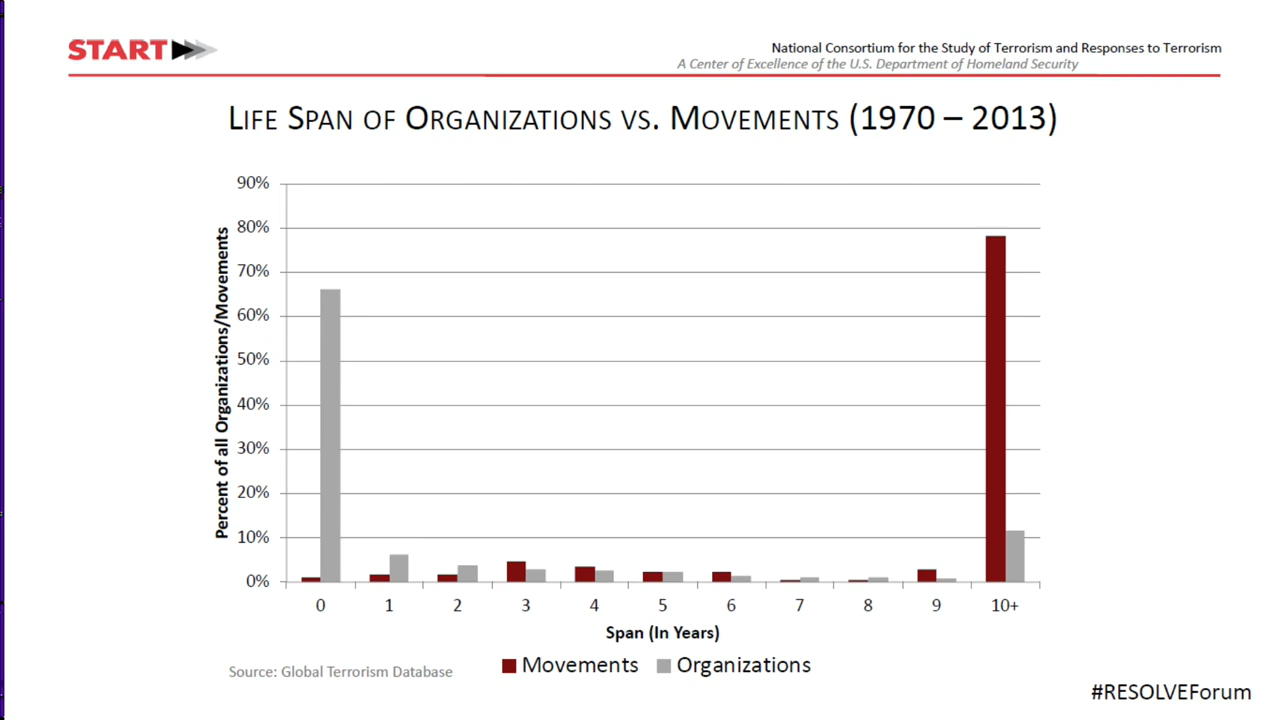 START
National Consortium for the Study of Terrorism and Responses to Terrorism
A Center of Excellence of the U.S. Department of Homeland Security
LIFE SPAN OF ORGANIZATIONS VS. MOVEMENTS (1970 – 2013)
Percent of all Organizations/Movements
90%
80%
70%
60%
50%
40%
30%
20%
10%
0%
0 1 2 3 4 5 6 7 8 9 10+
Span (In Years)
Movements Organizations
Source: Global Terrorism Database
#RESOLVEForum